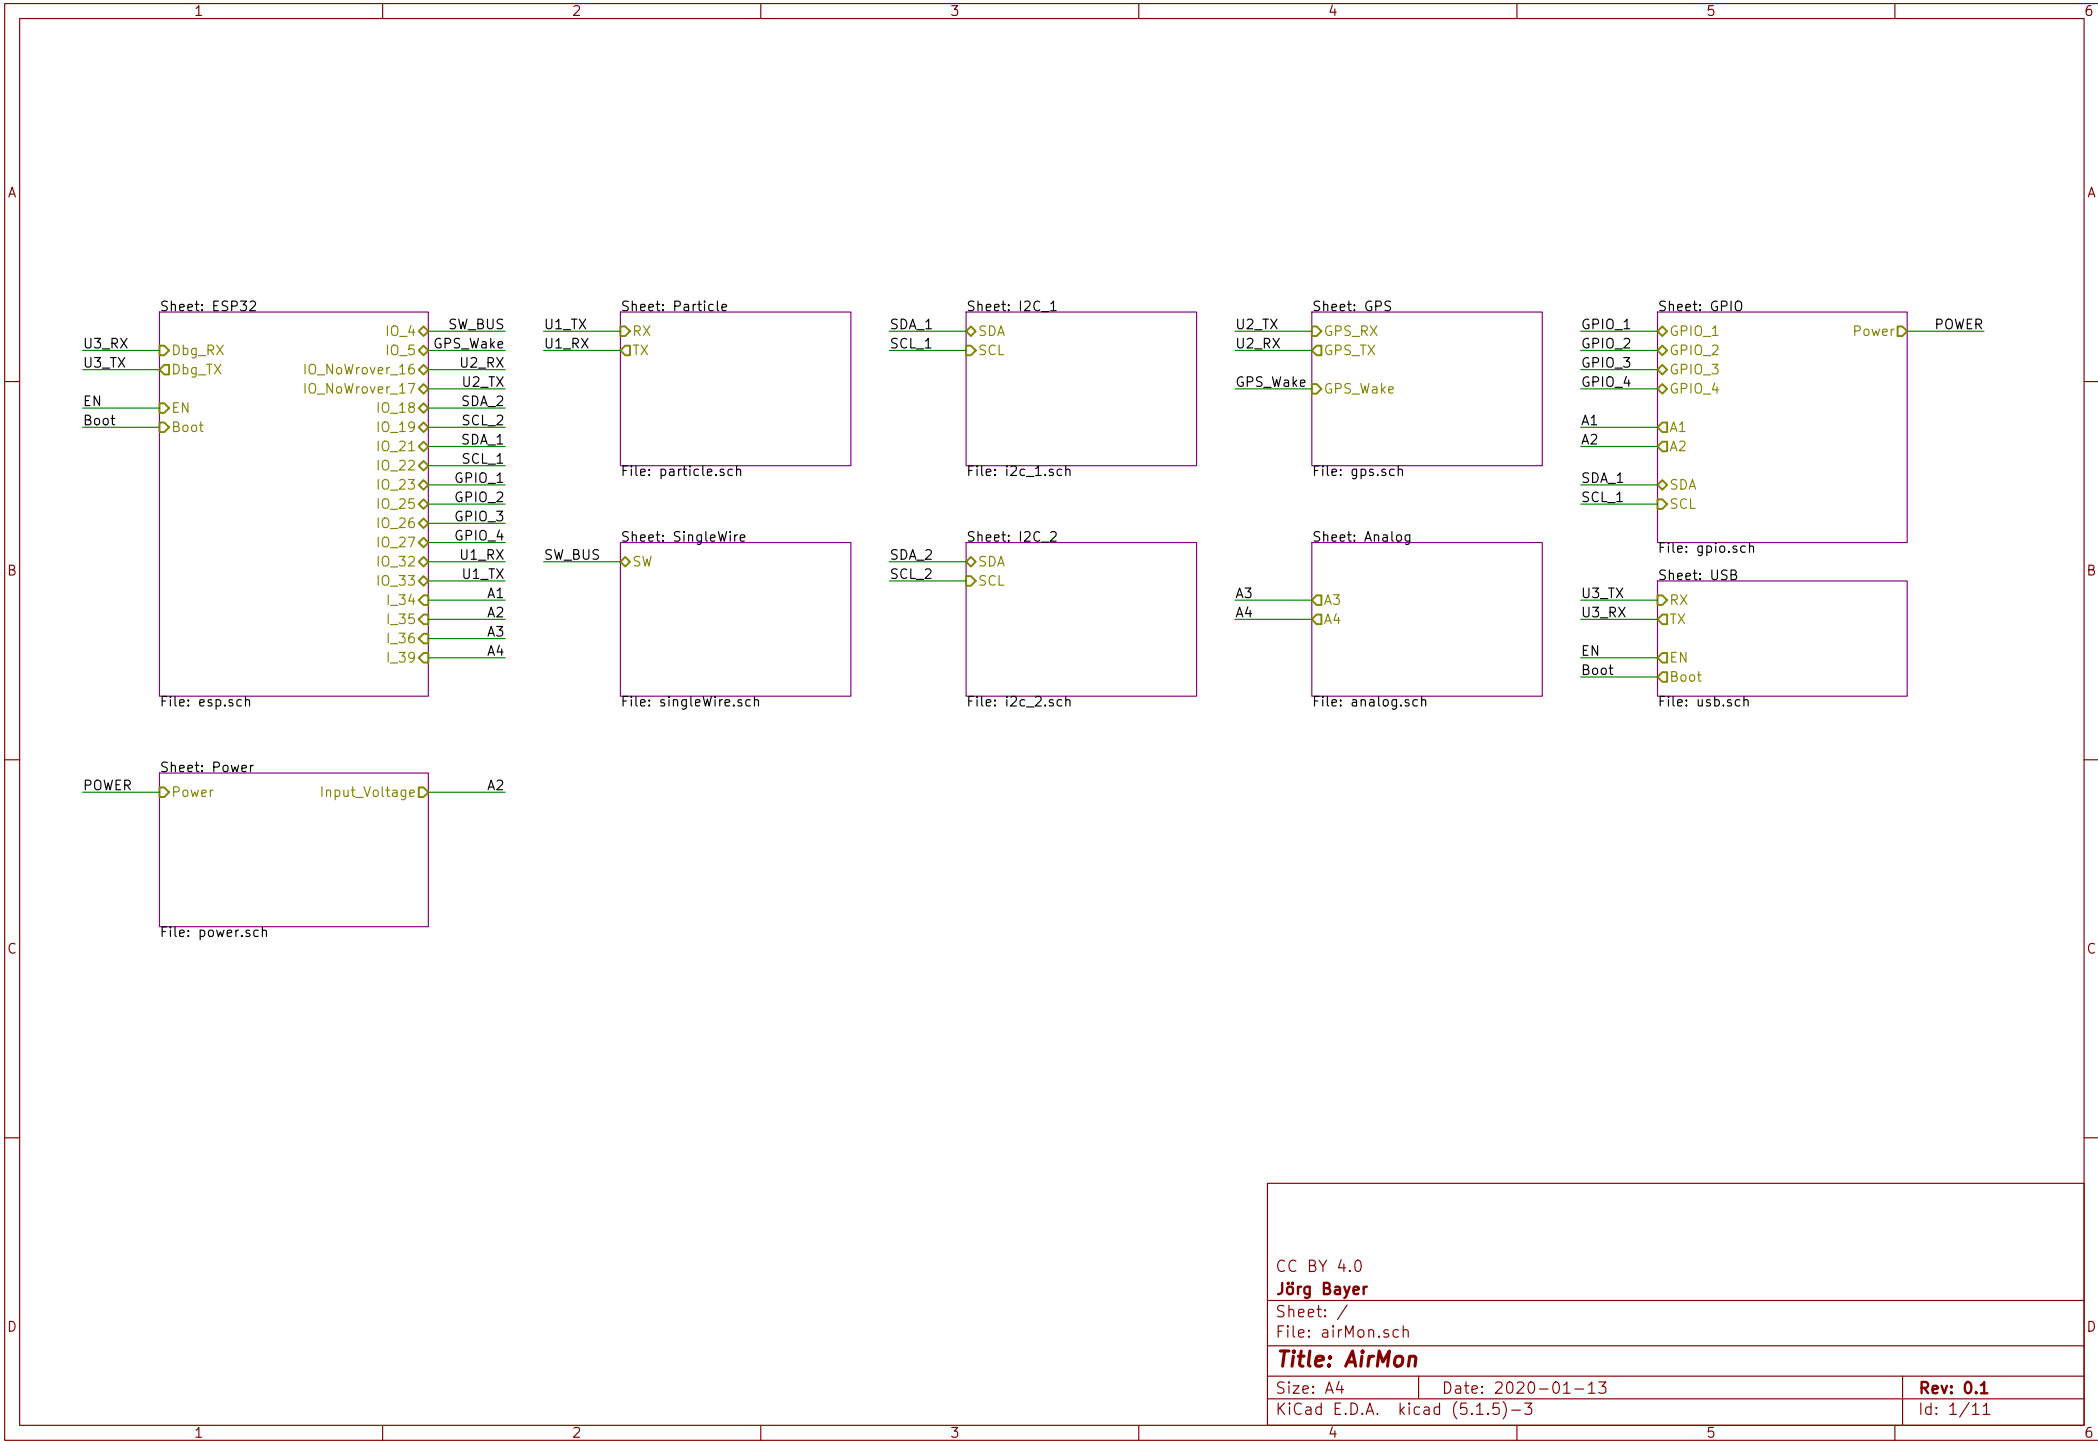 1 2 3 4 5 6
A A
B B
C C
D D
Sheet: ESP32
U3_RX Dbg_RX
U3_TX Dbg_TX
EN EN
Boot Boot
IO_4 SW_BUS
IO_5 GPS_Wake
IO_NoWrover_16 U2_RX
IO_NoWrover_17 U2_TX
IO_18 SDA_2
IO_19 SCL_2
IO_21 SDA_1
IO_22 SCL_1
IO_23 GPIO_1
IO_25 GPIO_2
IO_26 GPIO_3
IO_27 GPIO_4
IO_32 U1_RX
IO_33 U1_TX
I_34 A1
I_35 A2
I_36 A3
I_39 A4
File: esp.sch
Sheet: Particle
U1_TX RX
U1_RX TX
File: particle.sch
Sheet: I2C_1
SDA_1 SDA
SCL_1 SCL
File: i2c_1.sch
Sheet: GPS
U2_TX GPS_RX
U2_RX GPS_TX
GPS_Wake GPS_Wake
File: gps.sch
Sheet: GPIO
GPIO_1 GPIO_1 Power POWER
GPIO_2 GPIO_2
GPIO_3 GPIO_3
GPIO_4 GPIO_4
A1 A1
A2 A2
SDA_1 SDA
SCL_1 SCL
File: gpio.sch
Sheet: SingleWire
SW_BUS SW
File: singleWire.sch
Sheet: I2C_2
SDA_2 SDA
SCL_2 SCL
File: i2c_2.sch
Sheet: Analog
A3 A3
A4 A4
File: analog.sch
Sheet: USB
U3_TX RX
U3_RX TX
EN EN
Boot Boot
File: usb.sch
Sheet: Power
POWER Power Input_Voltage A2
File: power.sch
CC BY 4.0
Jörg Bayer
Sheet: /
File: airMon.sch
Title: AirMon
Size: A4 Date: 2020-01-13 Rev: 0.1
KiCad E.D.A. kicad (5.1.5)-3 Id: 1/11
1 2 3 4 5 6